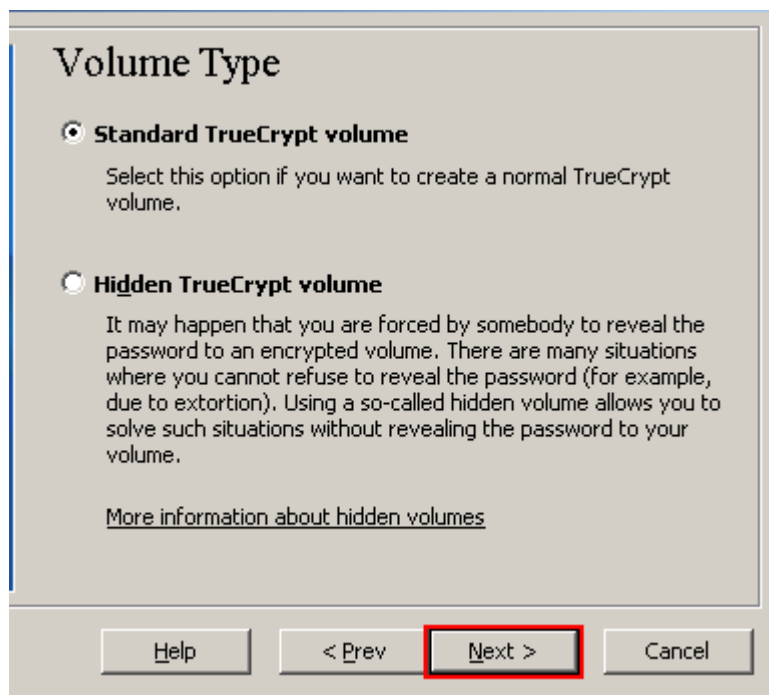 Volume Type
Standard TrueCrypt volume
Select this option if you want to create a normal TrueCrypt
volume.
Hidden TrueCrypt volume
It may happen that you are forced by somebody to reveal the
password to an encrypted volume. There are many situations
where you cannot refuse to reveal the password (for example,
due to extortion). Using a so-called hidden volume allows you to
solve such situations without revealing the password to your
volume.
More information about hidden volumes
Help
< Prev
Next >
Cancel